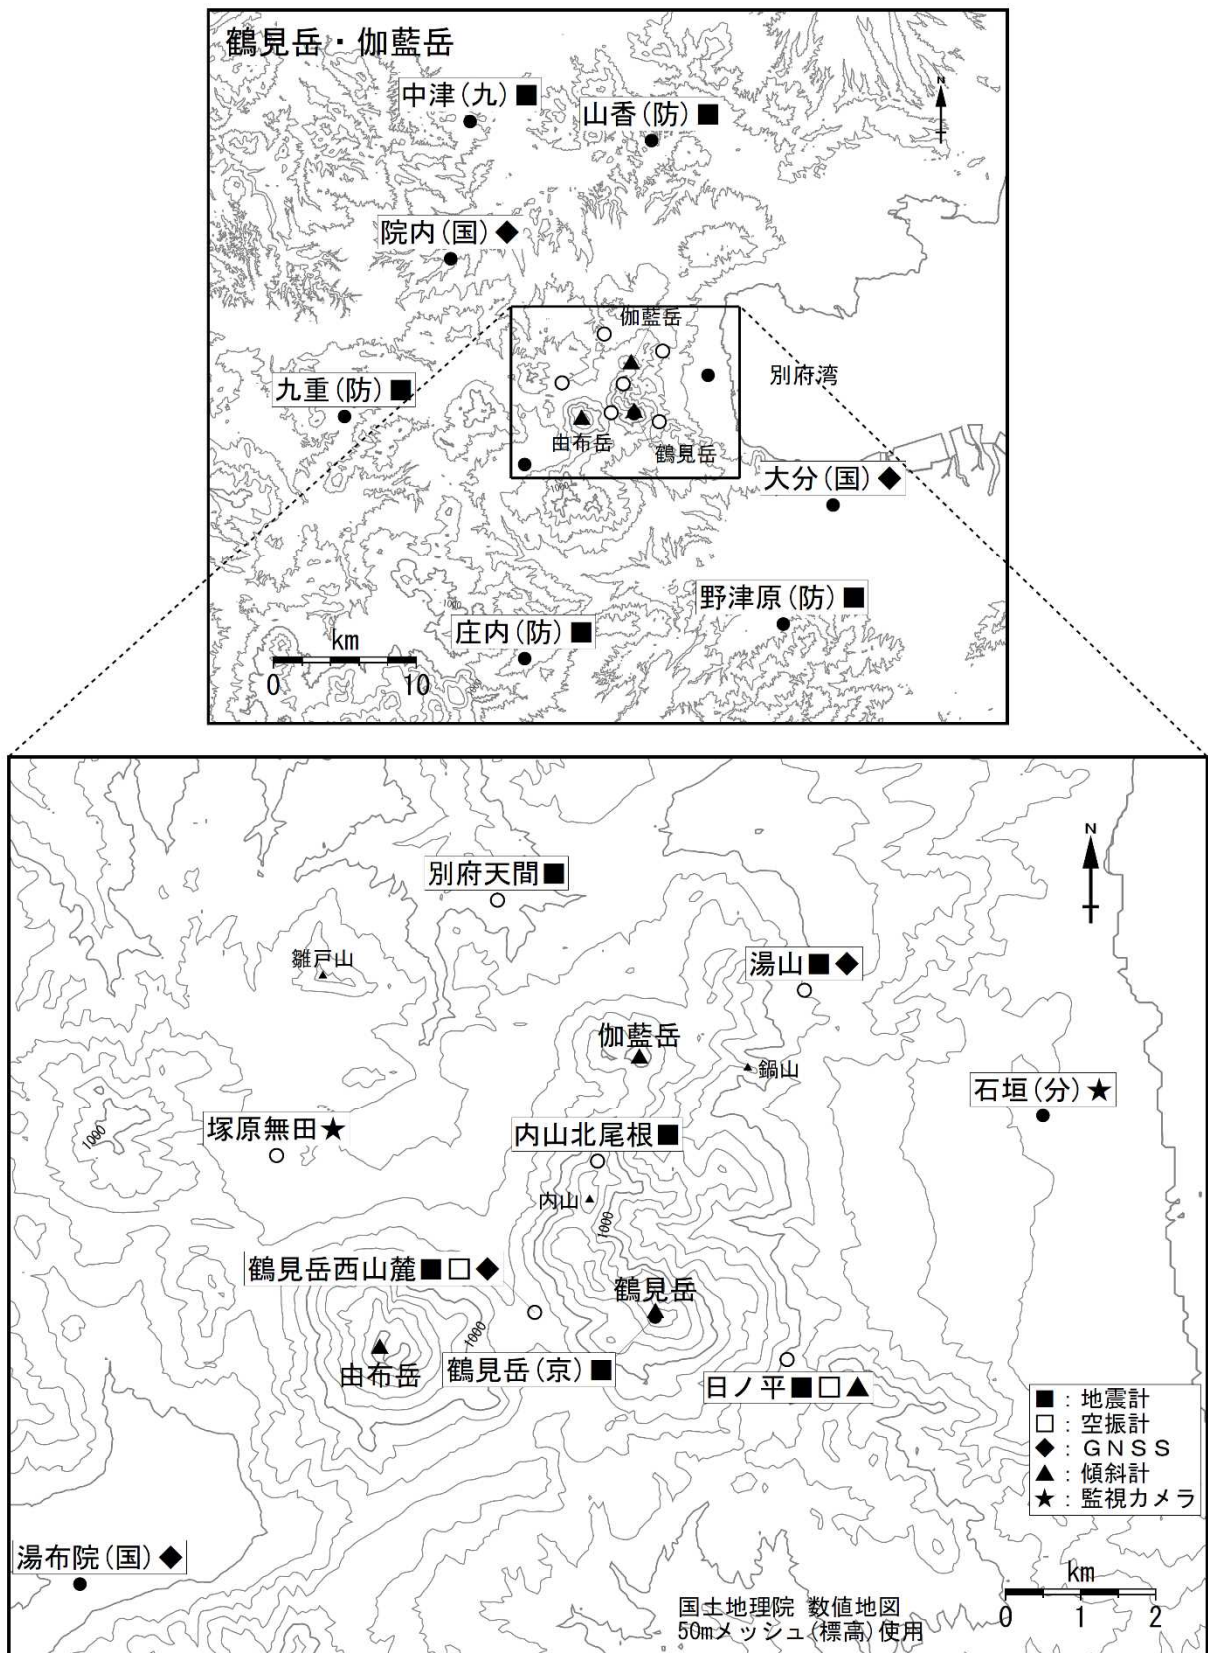 鶴見岳・伽藍岳
中津(九)■
山香(防)■
N
院内(国)◆
伽藍岳
別府湾
九重(防)■
由布岳
鶴見岳
大分(国)◆
1000
野津原(防)■
1000
庄内(防)■
km
0 10
N
別府天間■
雛戸山
湯山■◆
伽藍岳
鍋山
石垣(分)★
1000
塚原無田★
内山北尾根■
内山
1000
鶴見岳西山麓■□◆
鶴見岳
1000
由布岳
鶴見岳(京)■
日ノ平■□▲
■:地震計
□:空振計
◆:GNSS
▲:傾斜計
★:監視カメラ
湯布院(国)◆
km
0 1 2
国土地理院 数値地図
50mメッシュ(標高)使用